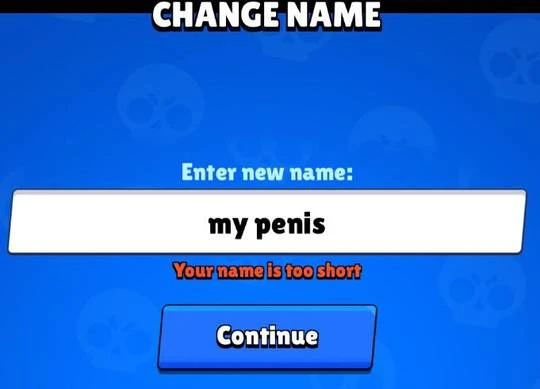 CHANGE NAME
Enter new name:
my penis
Your name is too short
Continue